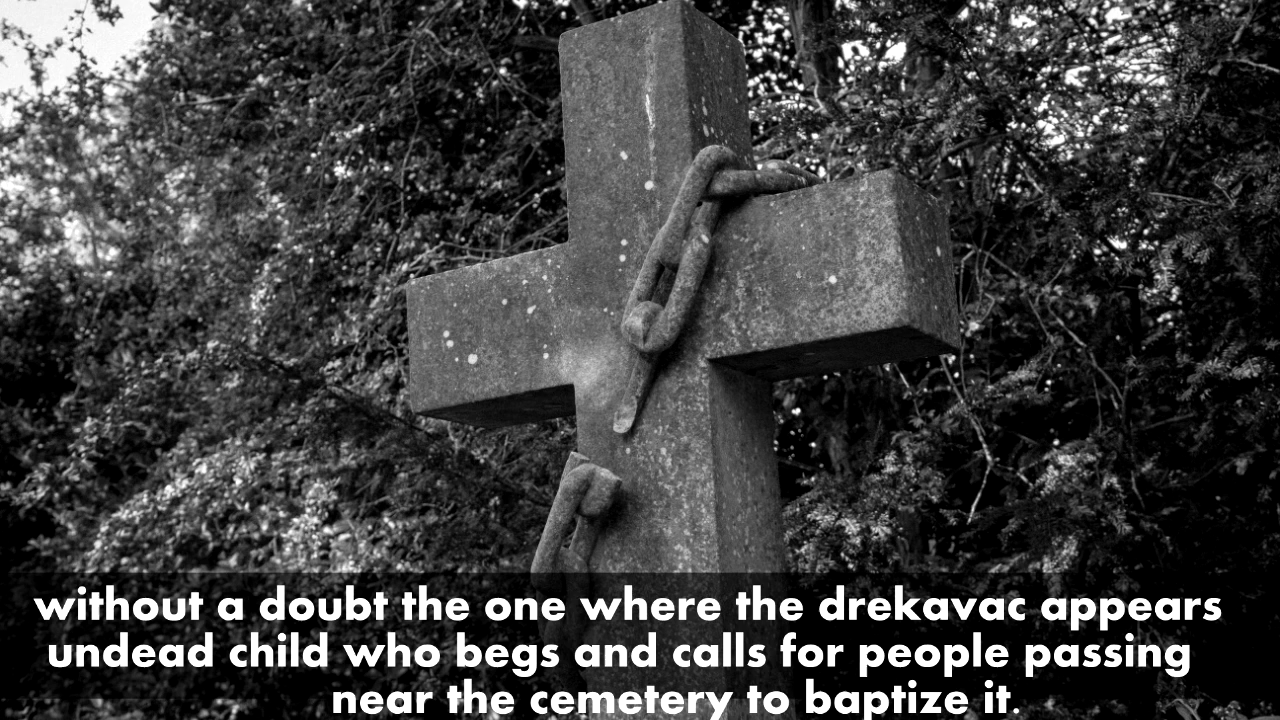 without a doubt the one where the drekavac appears
undead child who begs and calls for people passing
near the cemetery to baptize it.